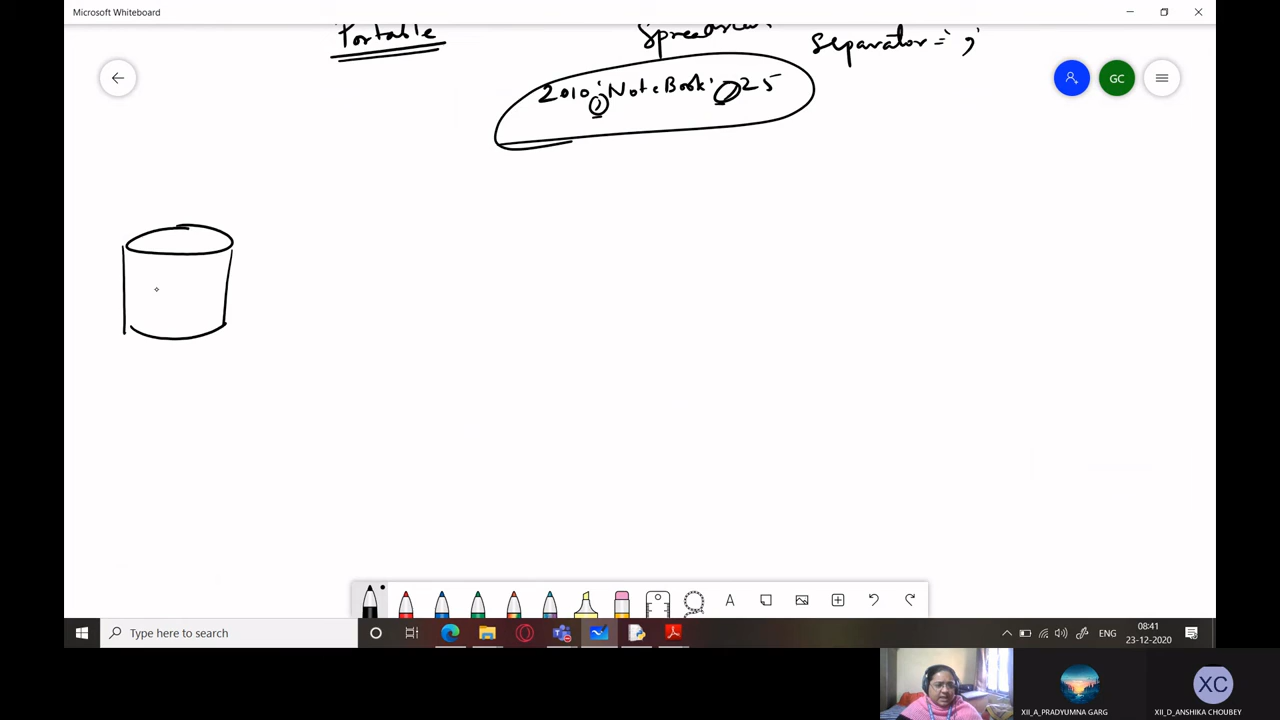 Microsoft Whiteboard
Portable
separator = ' ; '
2010 ; NoteBook ; 25
GC
A
Type here to search
ENG
08:41
23-12-2020
XC
XII_A_PRADYUMNA GARG
XII_D_ANSHIKA CHOUBEY